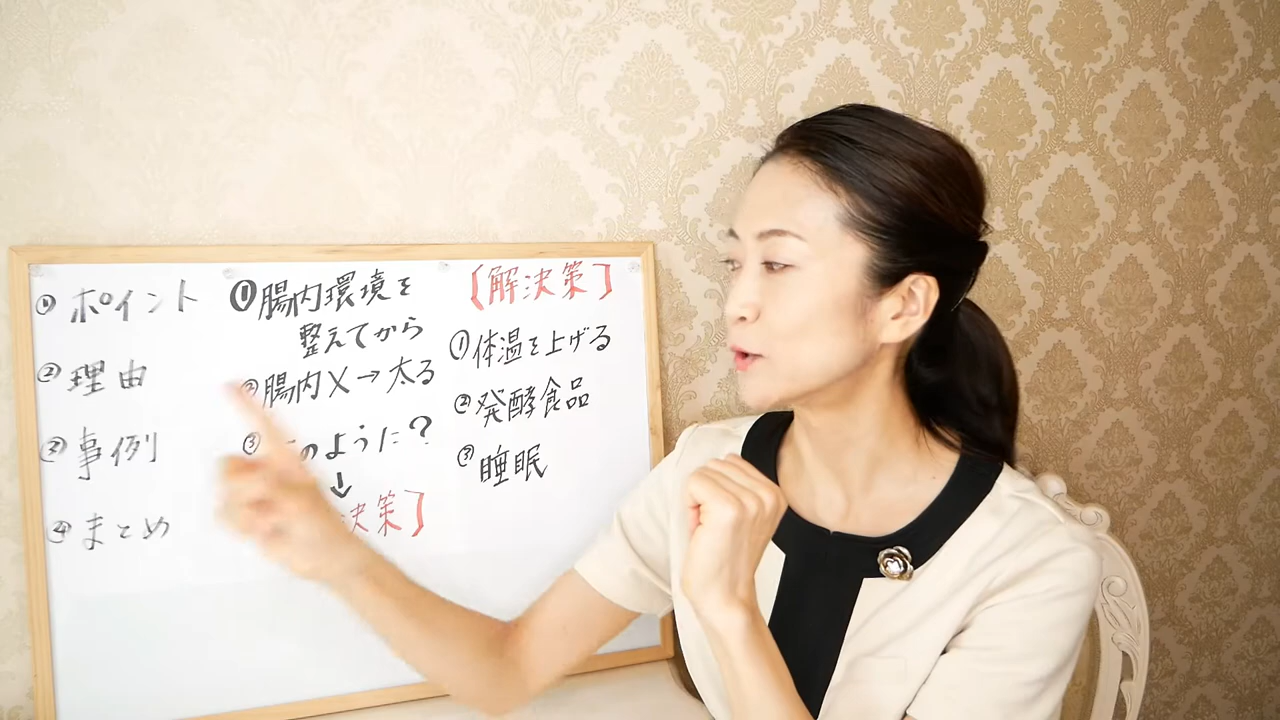 ① ポイント
② 理由
③ 事例
④ まとめ
① 腸内環境を
整えてから
② 腸内×→太る
③ のように?
↓
決策】
【解決策】
① 体温を上げる
② 発酵食品
③ 睡眠